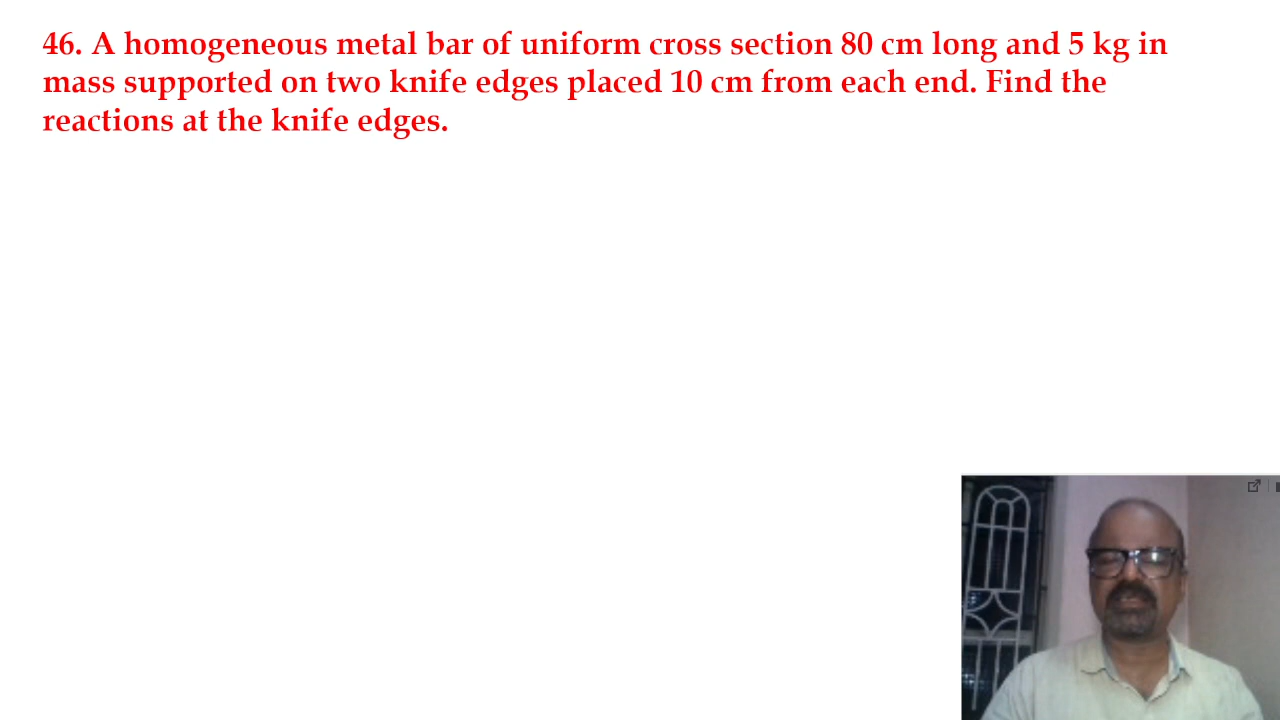 46. A homogeneous metal bar of uniform cross section 80 cm long and 5 kg in
mass supported on two knife edges placed 10 cm from each end. Find the
reactions at the knife edges.